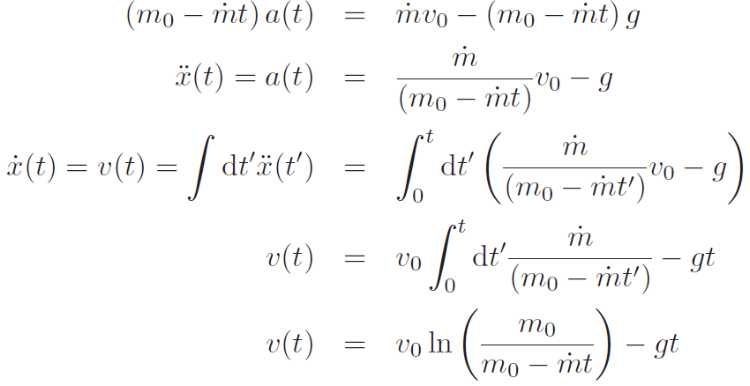 (m₀ − ṁt) a(t) = ṁv₀ − (m₀ − ṁt) g
ẍ(t) = a(t) = ṁ/(m₀ − ṁt) v₀ − g
ẋ(t) = v(t) = ∫ dt′ẍ(t′) = ∫₀ᵗ dt′ (ṁ/(m₀ − ṁt′) v₀ − g)
v(t) = v₀ ∫₀ᵗ dt′ ṁ/(m₀ − ṁt′) − gt
v(t) = v₀ ln (m₀/(m₀ − ṁt)) − gt